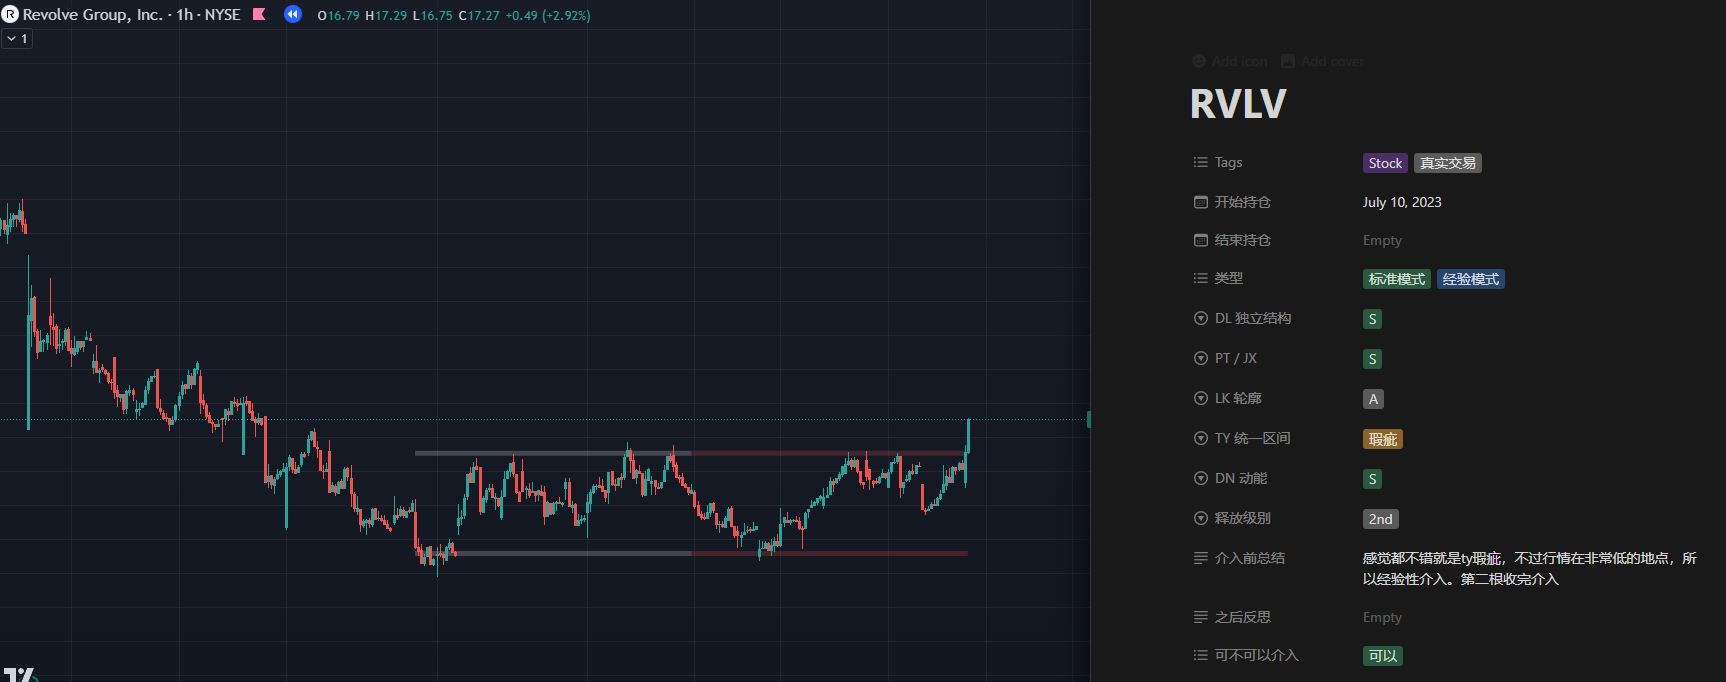 R Revolve Group, Inc. · 1h · NYSE O16.79 H17.29 L16.75 C17.27 +0.49 (+2.92%)
1
Add icon Add cover
RVLV
Tags Stock 真实交易
开始持仓 July 10, 2023
结束持仓 Empty
类型 标准模式 经验模式
DL 独立结构 S
PT / JX S
LK 轮廓 A
TY 统一区间 瑕疵
DN 动能 S
释放级别 2nd
介入前总结 感觉都不错就是ty瑕疵，不过行情在非常低的地点，所
以经验性介入。第二根收完介入
之后反思 Empty
可不可以介入 可以